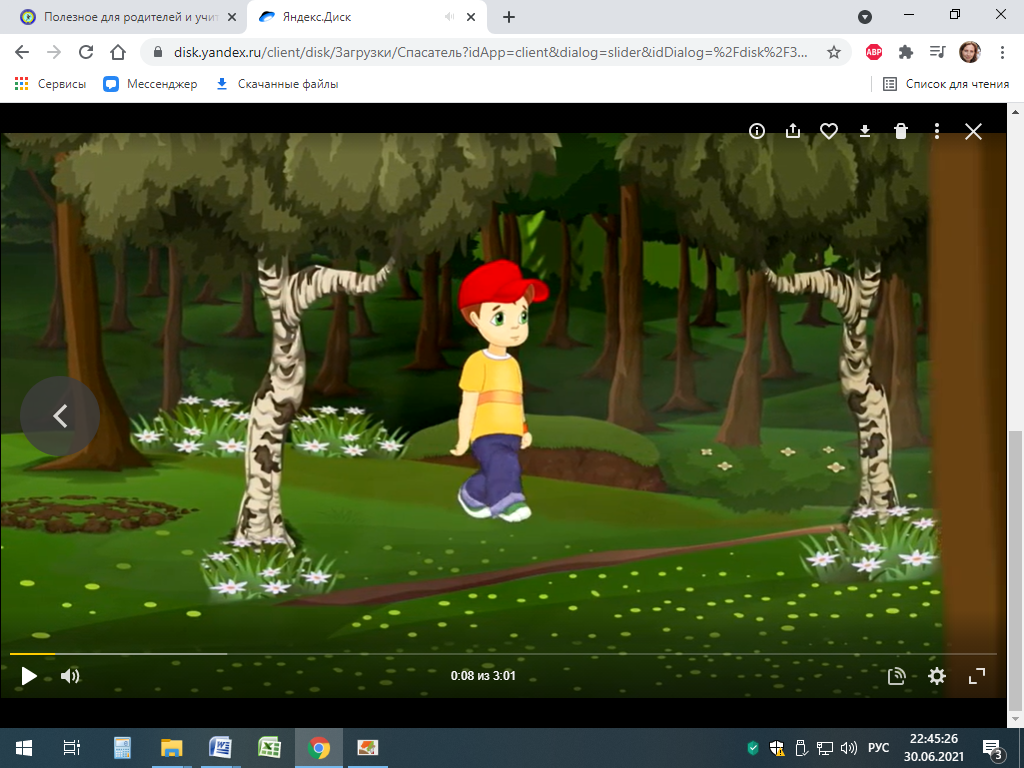 Полезное для родителей и учит
Яндекс.Диск
disk.yandex.ru/client/disk/Загрузки/Спасатель?idApp=client&dialog=slider&idDialog=%2Fdisk%2F3...
ABP
Сервисы
Мессенджер
Скачанные файлы
Список для чтения
0:08 из 3:01
РУС
22:45:26
30.06.2021
3